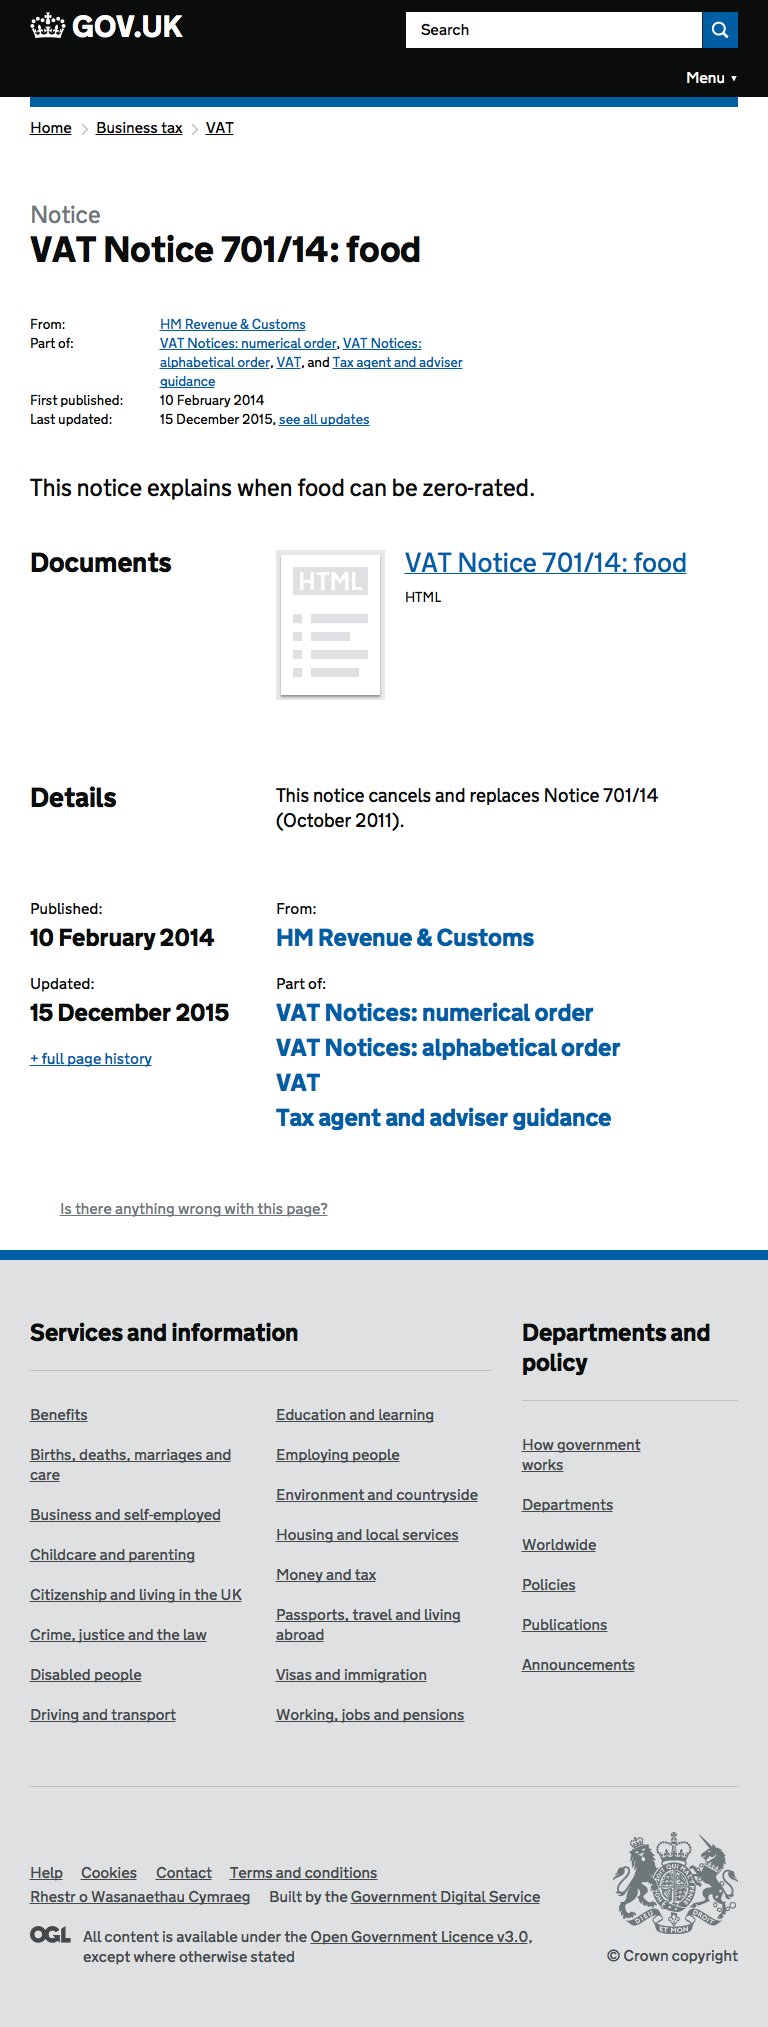 GOV.UK
Search
Menu ▼
Home > Business tax > VAT
Notice
VAT Notice 701/14: food
From: HM Revenue & Customs
Part of: VAT Notices: numerical order, VAT Notices:
alphabetical order, VAT, and Tax agent and adviser
guidance
First published: 10 February 2014
Last updated: 15 December 2015, see all updates
This notice explains when food can be zero-rated.
Documents
HTML
VAT Notice 701/14: food
HTML
Details
This notice cancels and replaces Notice 701/14
(October 2011).
Published:
10 February 2014
Updated:
15 December 2015
+ full page history
From:
HM Revenue & Customs
Part of:
VAT Notices: numerical order
VAT Notices: alphabetical order
VAT
Tax agent and adviser guidance
Is there anything wrong with this page?
Services and information
Benefits
Births, deaths, marriages and
care
Business and self-employed
Childcare and parenting
Citizenship and living in the UK
Crime, justice and the law
Disabled people
Driving and transport
Education and learning
Employing people
Environment and countryside
Housing and local services
Money and tax
Passports, travel and living
abroad
Visas and immigration
Working, jobs and pensions
Departments and
policy
How government
works
Departments
Worldwide
Policies
Publications
Announcements
Help Cookies Contact Terms and conditions
Rhestr o Wasanaethau Cymraeg Built by the Government Digital Service
OGL
All content is available under the Open Government Licence v3.0,
except where otherwise stated
DIEU ET MON DROIT
© Crown copyright